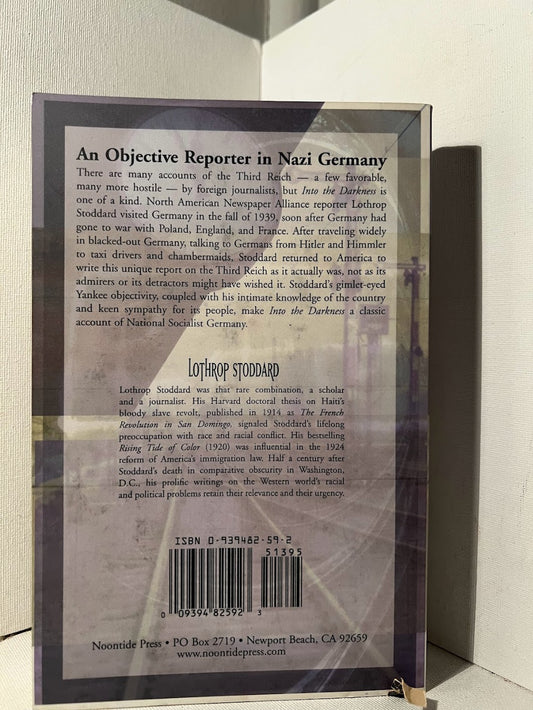 An Objective Reporter in Nazi Germany
There are many accounts of the Third Reich — a few favorable,
many more hostile — by foreign journalists, but Into the Darkness is
one of a kind. North American Newspaper Alliance reporter Lothrop
Stoddard visited Germany in the fall of 1939, soon after Germany had
gone to war with Poland, England, and France. After traveling widely
in blacked-out Germany, talking to Germans from Hitler and Himmler
to taxi drivers and chambermaids, Stoddard returned to America to
write this unique report on the Third Reich as it actually was, not as its
admirers or its detractors might have wished it. Stoddard's gimlet-eyed
Yankee objectivity, coupled with his intimate knowledge of the country
and keen sympathy for its people, make Into the Darkness a classic
account of National Socialist Germany.
LOTHROP STODDARD
Lothrop Stoddard was that rare combination, a scholar
and a journalist. His Harvard doctoral thesis on Haiti's
bloody slave revolt, published in 1914 as The French
Revolution in San Domingo, signaled Stoddard's lifelong
preoccupation with race and racial conflict. His bestselling
Rising Tide of Color (1920) was influential in the 1924
reform of America's immigration law. Half a century after
Stoddard's death in comparative obscurity in Washington,
D.C., his prolific writings on the Western world's racial
and political problems retain their relevance and their urgency.
ISBN 0-939482-59-2
51395
0 09394 82592 3
Noontide Press • PO Box 2719 • Newport Beach, CA 92659
www.noontidepress.com